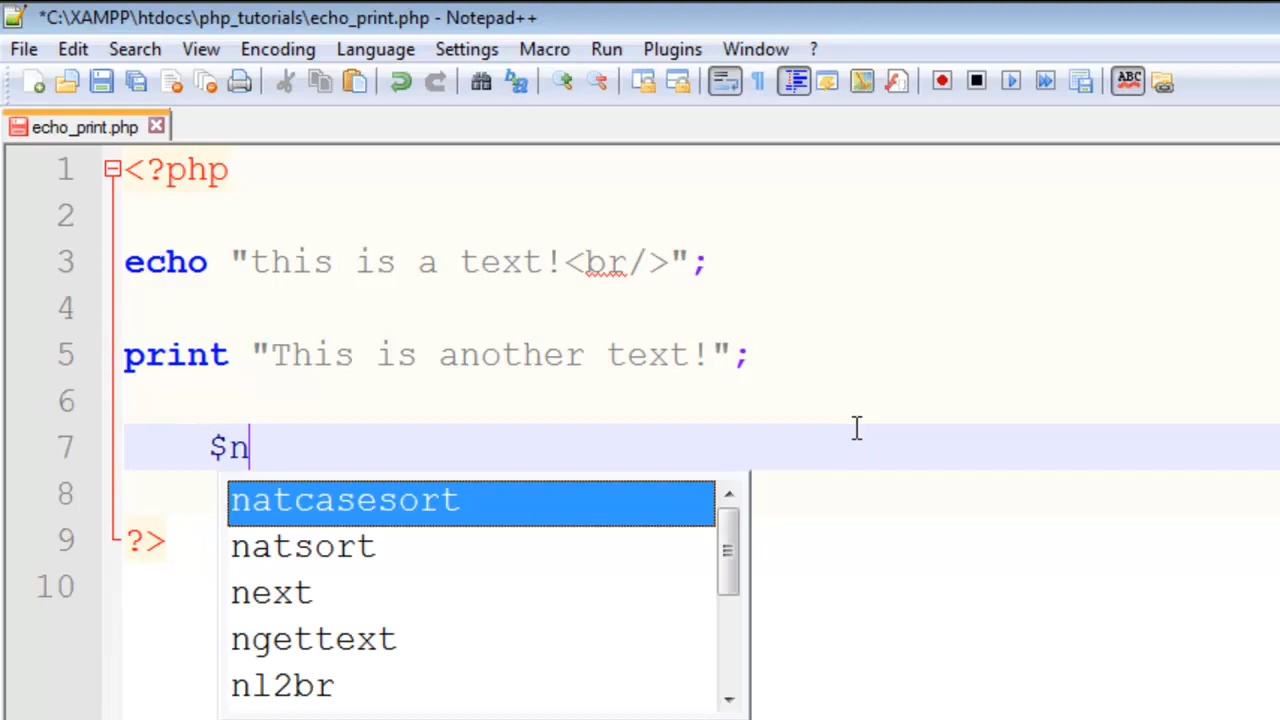 *C:\XAMPP\htdocs\php_tutorials\echo_print.php - Notepad++
File Edit Search View Encoding Language Settings Macro Run Plugins Window ?
ABC
echo_print.php
1 <?php
2
3 echo "this is a text!<br/>";
4
5 print "This is another text!";
6
7 $n
natcasesort
8
natsort
9 ?>
next
10
ngettext
nl2br